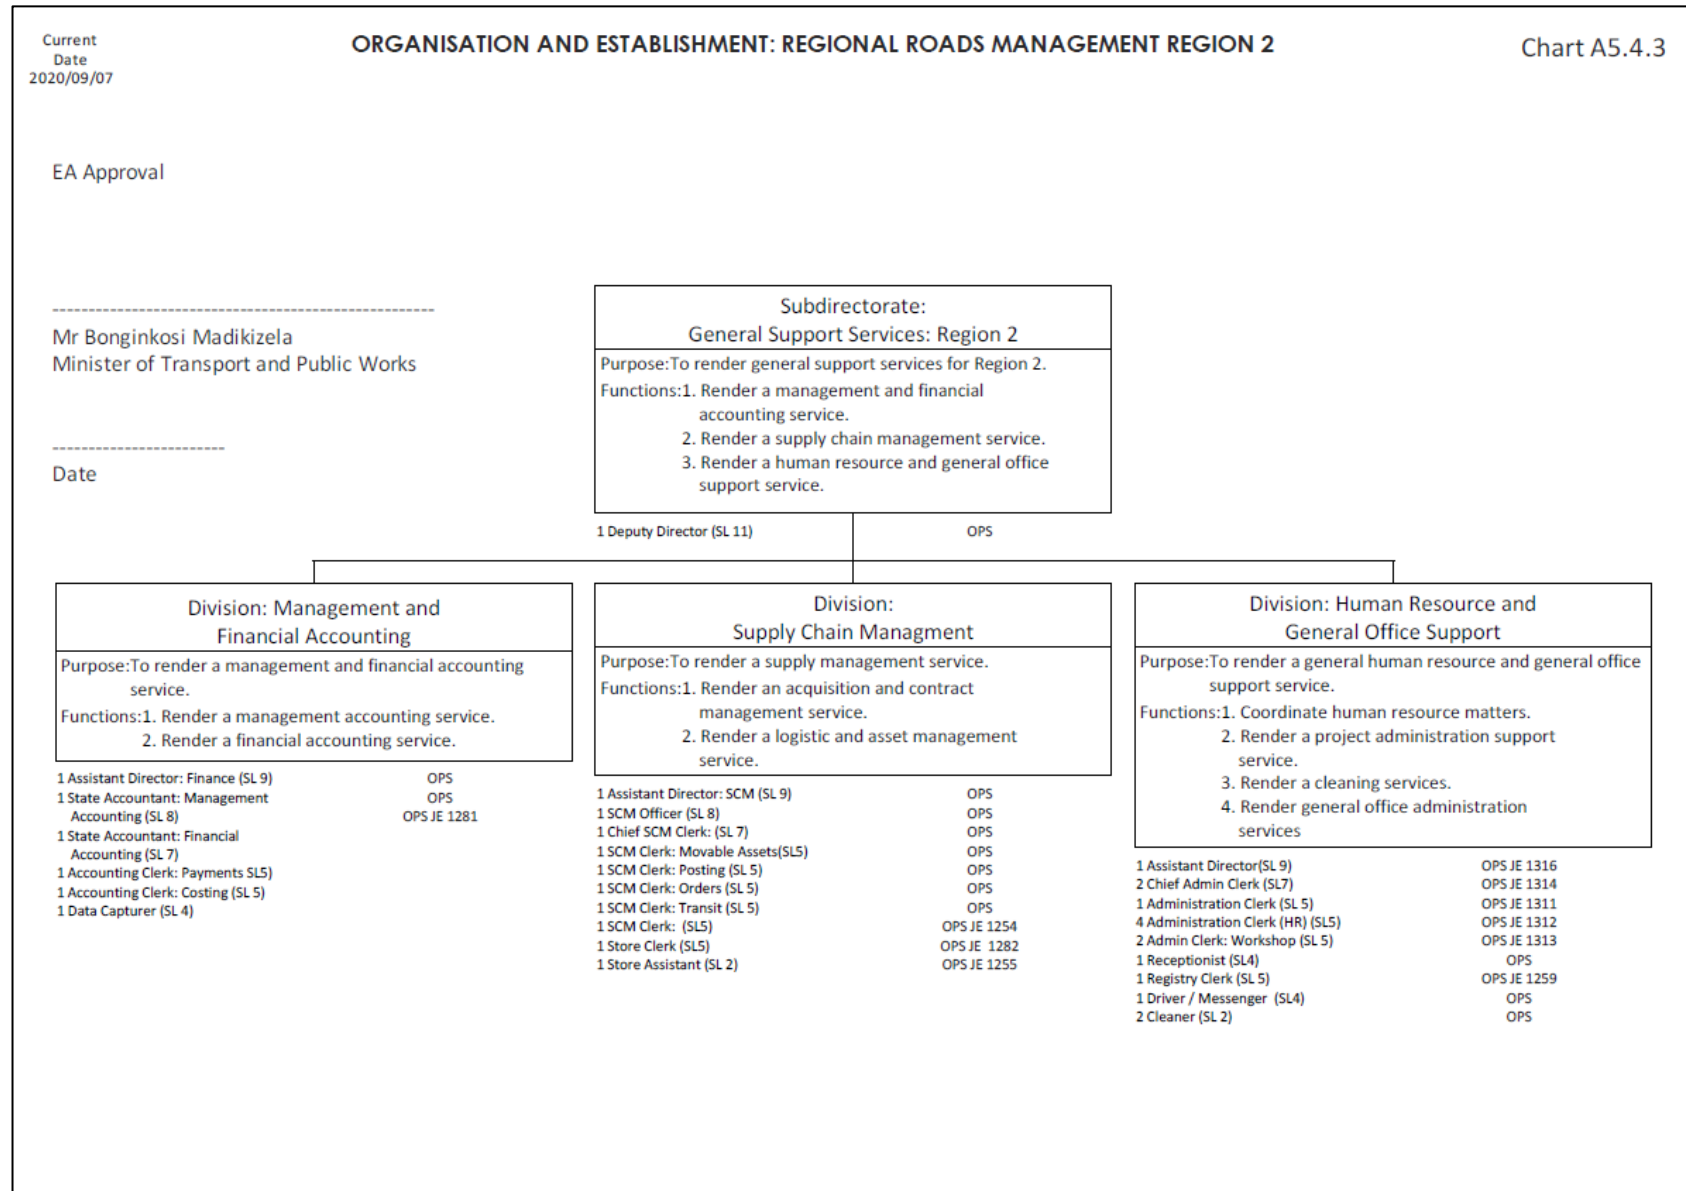 Current
Date
2020/09/07
ORGANISATION AND ESTABLISHMENT: REGIONAL ROADS MANAGEMENT REGION 2
Chart A5.4.3
EA Approval
-----------------------------------------------------
Mr Bonginkosi Madikizela
Minister of Transport and Public Works
------------------------
Date
Subdirectorate:
General Support Services: Region 2
Purpose:To render general support services for Region 2.
Functions:1. Render a management and financial
accounting service.
2. Render a supply chain management service.
3. Render a human resource and general office
support service.
1 Deputy Director (SL 11) OPS
Division: Management and
Financial Accounting
Purpose:To render a management and financial accounting
service.
Functions:1. Render a management accounting service.
2. Render a financial accounting service.
1 Assistant Director: Finance (SL 9) OPS
1 State Accountant: Management OPS
Accounting (SL 8) OPS JE 1281
1 State Accountant: Financial
Accounting (SL 7)
1 Accounting Clerk: Payments SL5)
1 Accounting Clerk: Costing (SL 5)
1 Data Capturer (SL 4)
Division:
Supply Chain Managment
Purpose:To render a supply management service.
Functions:1. Render an acquisition and contract
management service.
2. Render a logistic and asset management
service.
1 Assistant Director: SCM (SL 9) OPS
1 SCM Officer (SL 8) OPS
1 Chief SCM Clerk: (SL 7) OPS
1 SCM Clerk: Movable Assets(SL5) OPS
1 SCM Clerk: Posting (SL 5) OPS
1 SCM Clerk: Orders (SL 5) OPS
1 SCM Clerk: Transit (SL 5) OPS
1 SCM Clerk: (SL5) OPS JE 1254
1 Store Clerk (SL5) OPS JE 1282
1 Store Assistant (SL 2) OPS JE 1255
Division: Human Resource and
General Office Support
Purpose:To render a general human resource and general office
support service.
Functions:1. Coordinate human resource matters.
2. Render a project administration support
service.
3. Render a cleaning services.
4. Render general office administration
services
1 Assistant Director(SL 9) OPS JE 1316
2 Chief Admin Clerk (SL7) OPS JE 1314
1 Administration Clerk (SL 5) OPS JE 1311
4 Administration Clerk (HR) (SL5) OPS JE 1312
2 Admin Clerk: Workshop (SL 5) OPS JE 1313
1 Receptionist (SL4) OPS
1 Registry Clerk (SL 5) OPS JE 1259
1 Driver / Messenger (SL4) OPS
2 Cleaner (SL 2) OPS